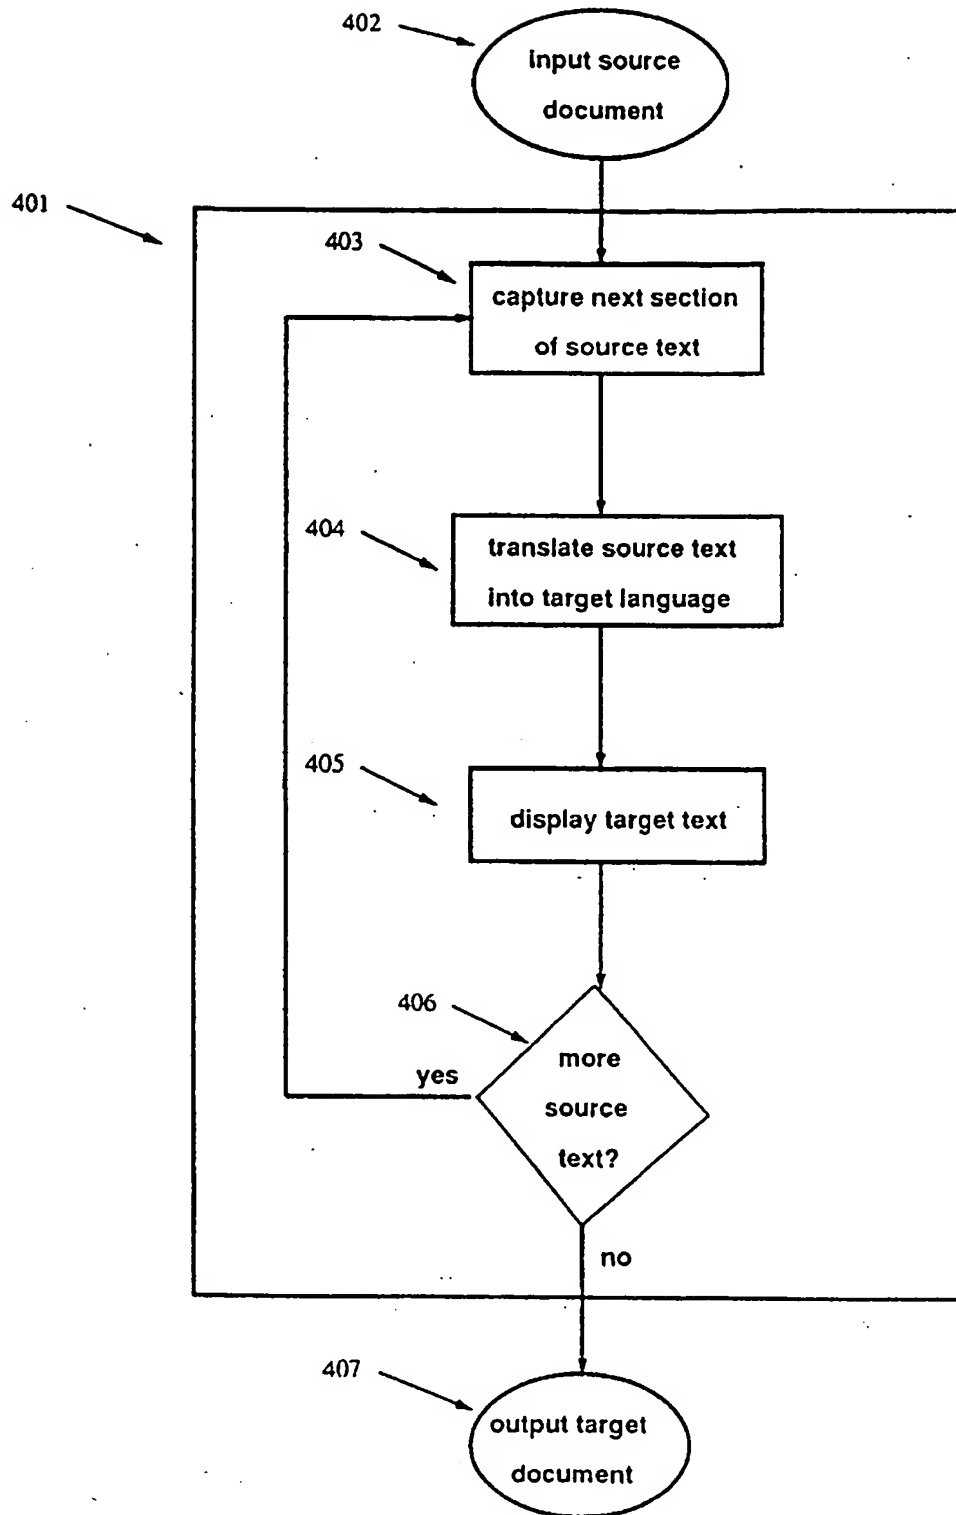 402
input source
document
401
403
capture next section
of source text
404
translate source text
into target language
405
display target text
406
yes
more
source
text?
no
407
output target
document